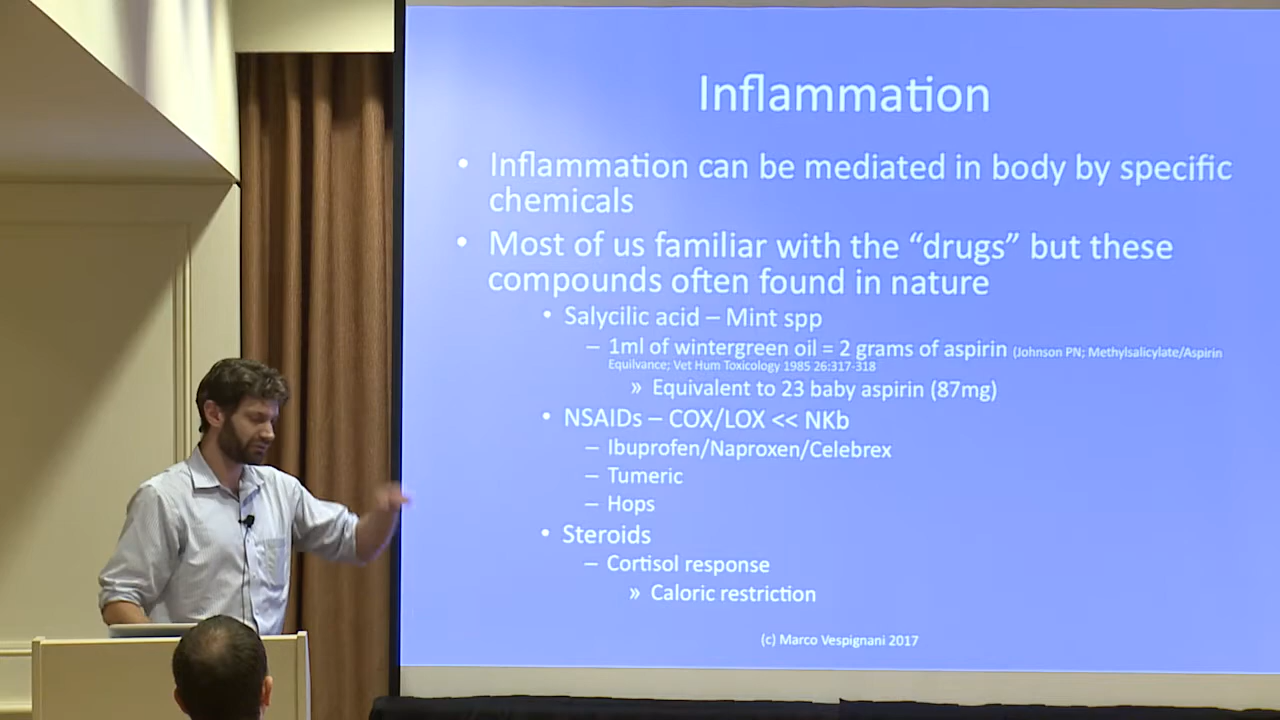 Inflammation
• Inflammation can be mediated in body by specific
chemicals
• Most of us familiar with the “drugs” but these
compounds often found in nature
• Salycilic acid – Mint spp
– 1ml of wintergreen oil = 2 grams of aspirin (Johnson PN; Methylsalicylate/Aspirin
Equilvance; Vet Hum Toxicology 1985 26:317-318
» Equivalent to 23 baby aspirin (87mg)
• NSAIDs – COX/LOX << NKb
– Ibuprofen/Naproxen/Celebrex
– Tumeric
– Hops
• Steroids
– Cortisol response
» Caloric restriction
(c) Marco Vespignani 2017